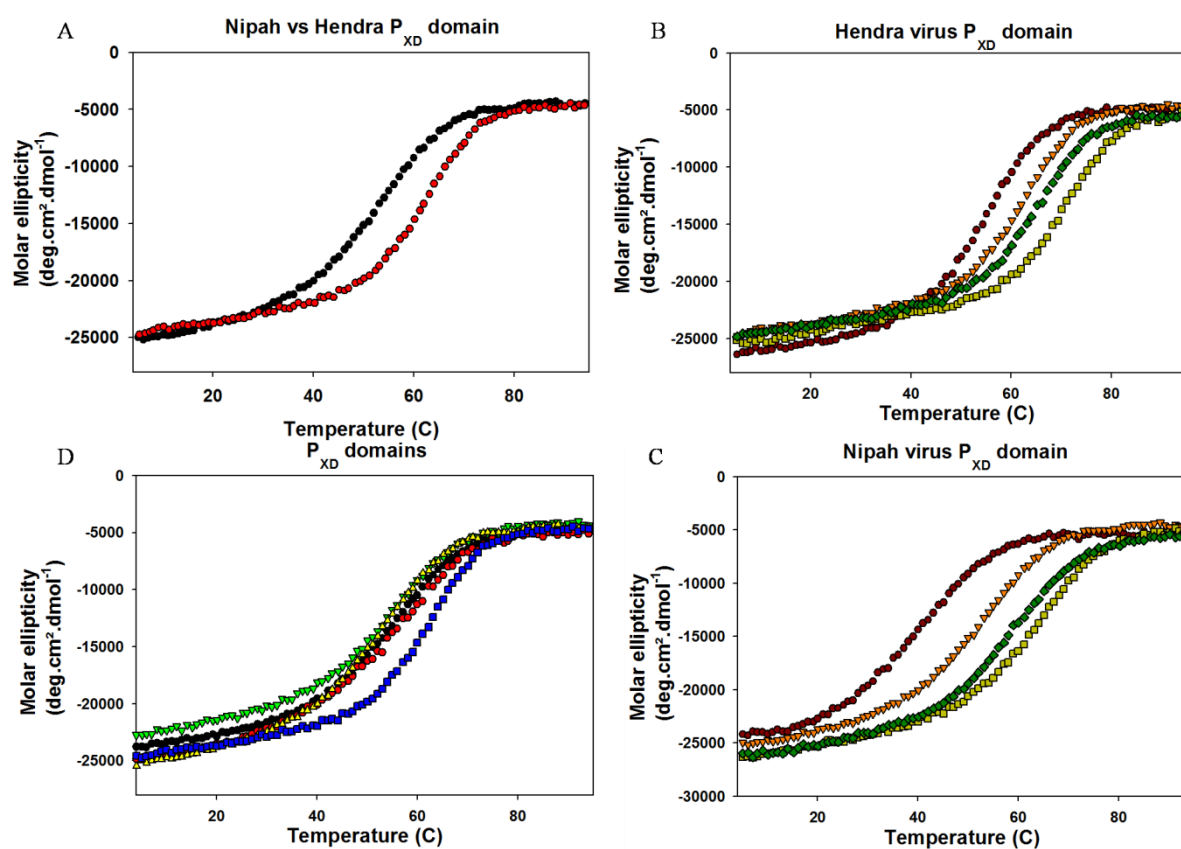 A
Nipah vs Hendra P XD domain
0
-5000
-10000
-15000
-20000
-25000
Molar ellipticity
(deg.cm².dmol⁻¹)
20 40 60 80
Temperature (C)
B
Hendra virus P XD domain
0
-5000
-10000
-15000
-20000
-25000
Molar ellipticity
(deg.cm².dmol⁻¹)
20 40 60 80
Temperature (C)
D
P XD domains
0
-5000
-10000
-15000
-20000
-25000
Molar ellipticity
(deg.cm².dmol⁻¹)
20 40 60 80
Temperature (C)
C
Nipah virus P XD domain
0
-5000
-10000
-15000
-20000
-25000
-30000
Molar ellipticity
(deg.cm².dmol⁻¹)
20 40 60 80
Temperature (C)